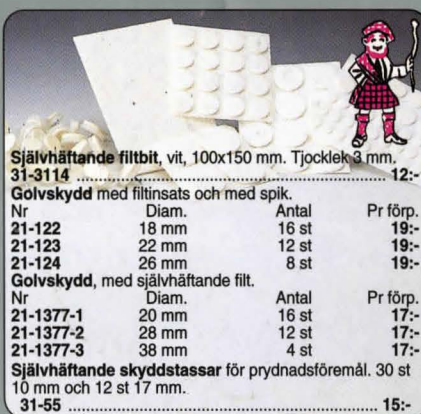 Självhäftande filtbit, vit, 100x150 mm. Tjocklek 3 mm.
31-3114 ........................................ 12:-
Golvskydd med filtinsats och med spik.
Nr Diam. Antal Pr förp.
21-122 18 mm 16 st 19:-
21-123 22 mm 12 st 19:-
21-124 26 mm 8 st 19:-
Golvskydd, med självhäftande filt.
Nr Diam. Antal Pr förp.
21-1377-1 20 mm 16 st 17:-
21-1377-2 28 mm 12 st 17:-
21-1377-3 38 mm 4 st 17:-
Självhäftande skyddstassar för prydnadsföremål. 30 st
10 mm och 12 st 17 mm.
31-55 ........................................ 15:-